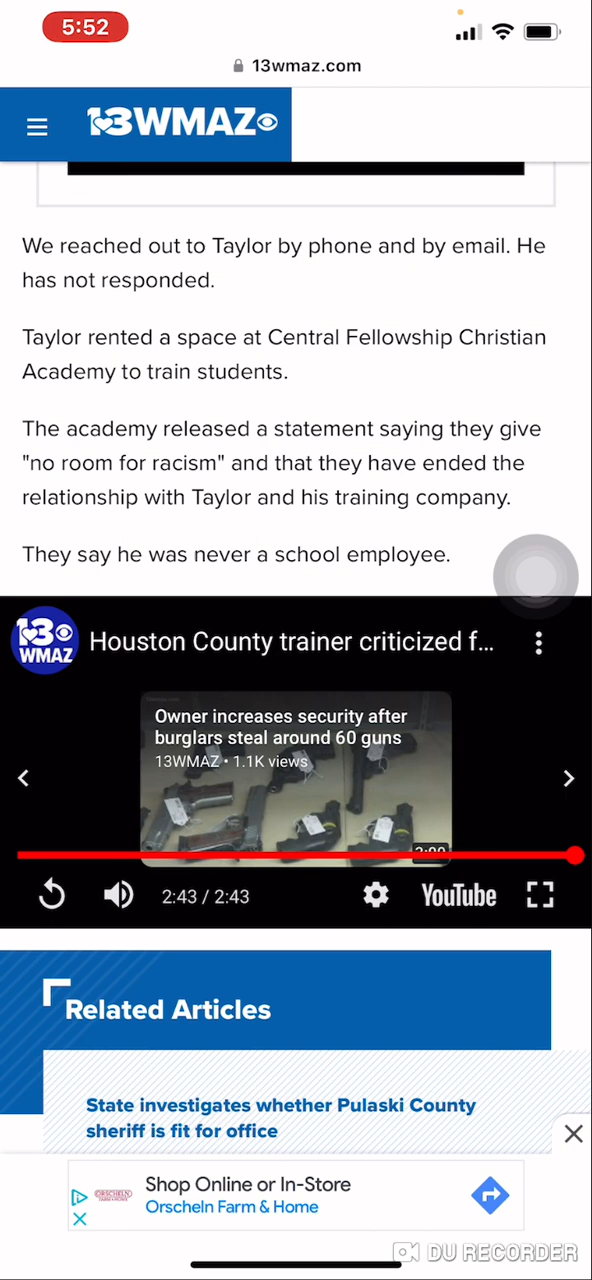 5:52
13wmaz.com
13WMAZ
We reached out to Taylor by phone and by email. He
has not responded.
Taylor rented a space at Central Fellowship Christian
Academy to train students.
The academy released a statement saying they give
"no room for racism" and that they have ended the
relationship with Taylor and his training company.
They say he was never a school employee.
13
WMAZ
Houston County trainer criticized f...
Owner increases security after
burglars steal around 60 guns
13WMAZ • 1.1K views
2:43 / 2:43
YouTube
Related Articles
State investigates whether Pulaski County
sheriff is fit for office
Shop Online or In-Store
ORSCHELN
Orscheln Farm & Home
DU RECORDER